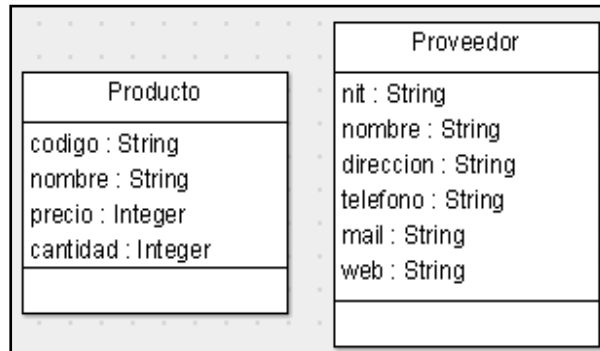 Producto
codigo : String
nombre : String
precio : Integer
cantidad : Integer
Proveedor
nit : String
nombre : String
direccion : String
telefono : String
mail : String
web : String